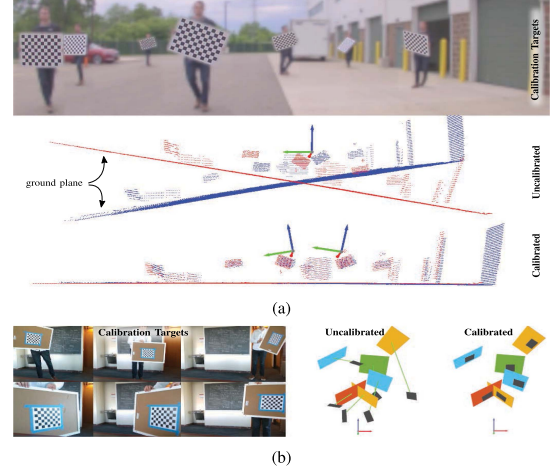 Calibration Targets
ground plane
Uncalibrated
Calibrated
(a)
Calibration Targets
Uncalibrated
Calibrated
(b)